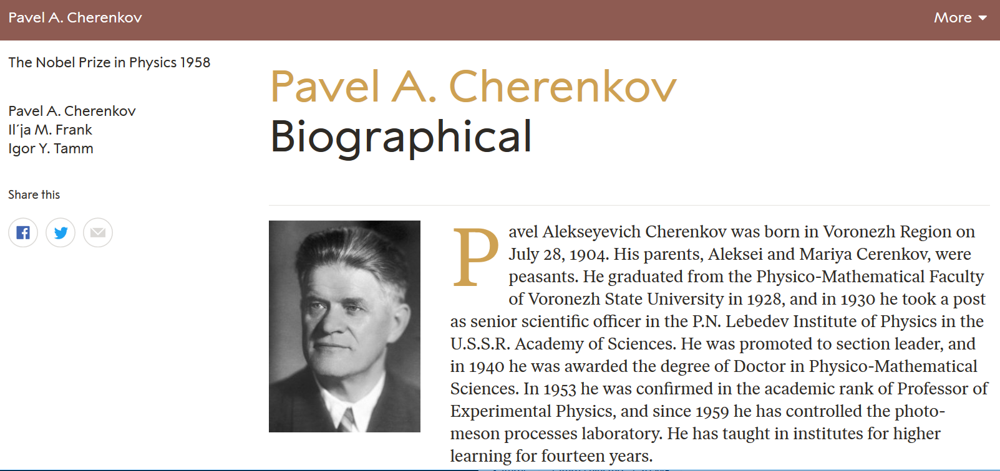 Pavel A. Cherenkov
More
The Nobel Prize in Physics 1958
Pavel A. Cherenkov
Il´ja M. Frank
Igor Y. Tamm
Share this
Pavel A. Cherenkov
Biographical
Pavel Alekseyevich Cherenkov was born in Voronezh Region on
July 28, 1904. His parents, Aleksei and Mariya Cerenkov, were
peasants. He graduated from the Physico-Mathematical Faculty
of Voronezh State University in 1928, and in 1930 he took a post
as senior scientific officer in the P.N. Lebedev Institute of Physics in the
U.S.S.R. Academy of Sciences. He was promoted to section leader, and
in 1940 he was awarded the degree of Doctor in Physico-Mathematical
Sciences. In 1953 he was confirmed in the academic rank of Professor of
Experimental Physics, and since 1959 he has controlled the photo-
meson processes laboratory. He has taught in institutes for higher
learning for fourteen years.